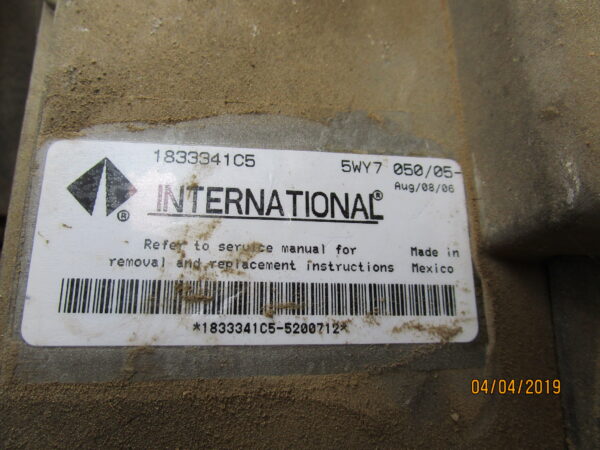 1833341C5 5WY7 050/05-
Aug/08/06
INTERNATIONAL®
®
Refer to service manual for Made in
removal and replacement instructions Mexico
*1833341C5-5200712*
04/04/2019